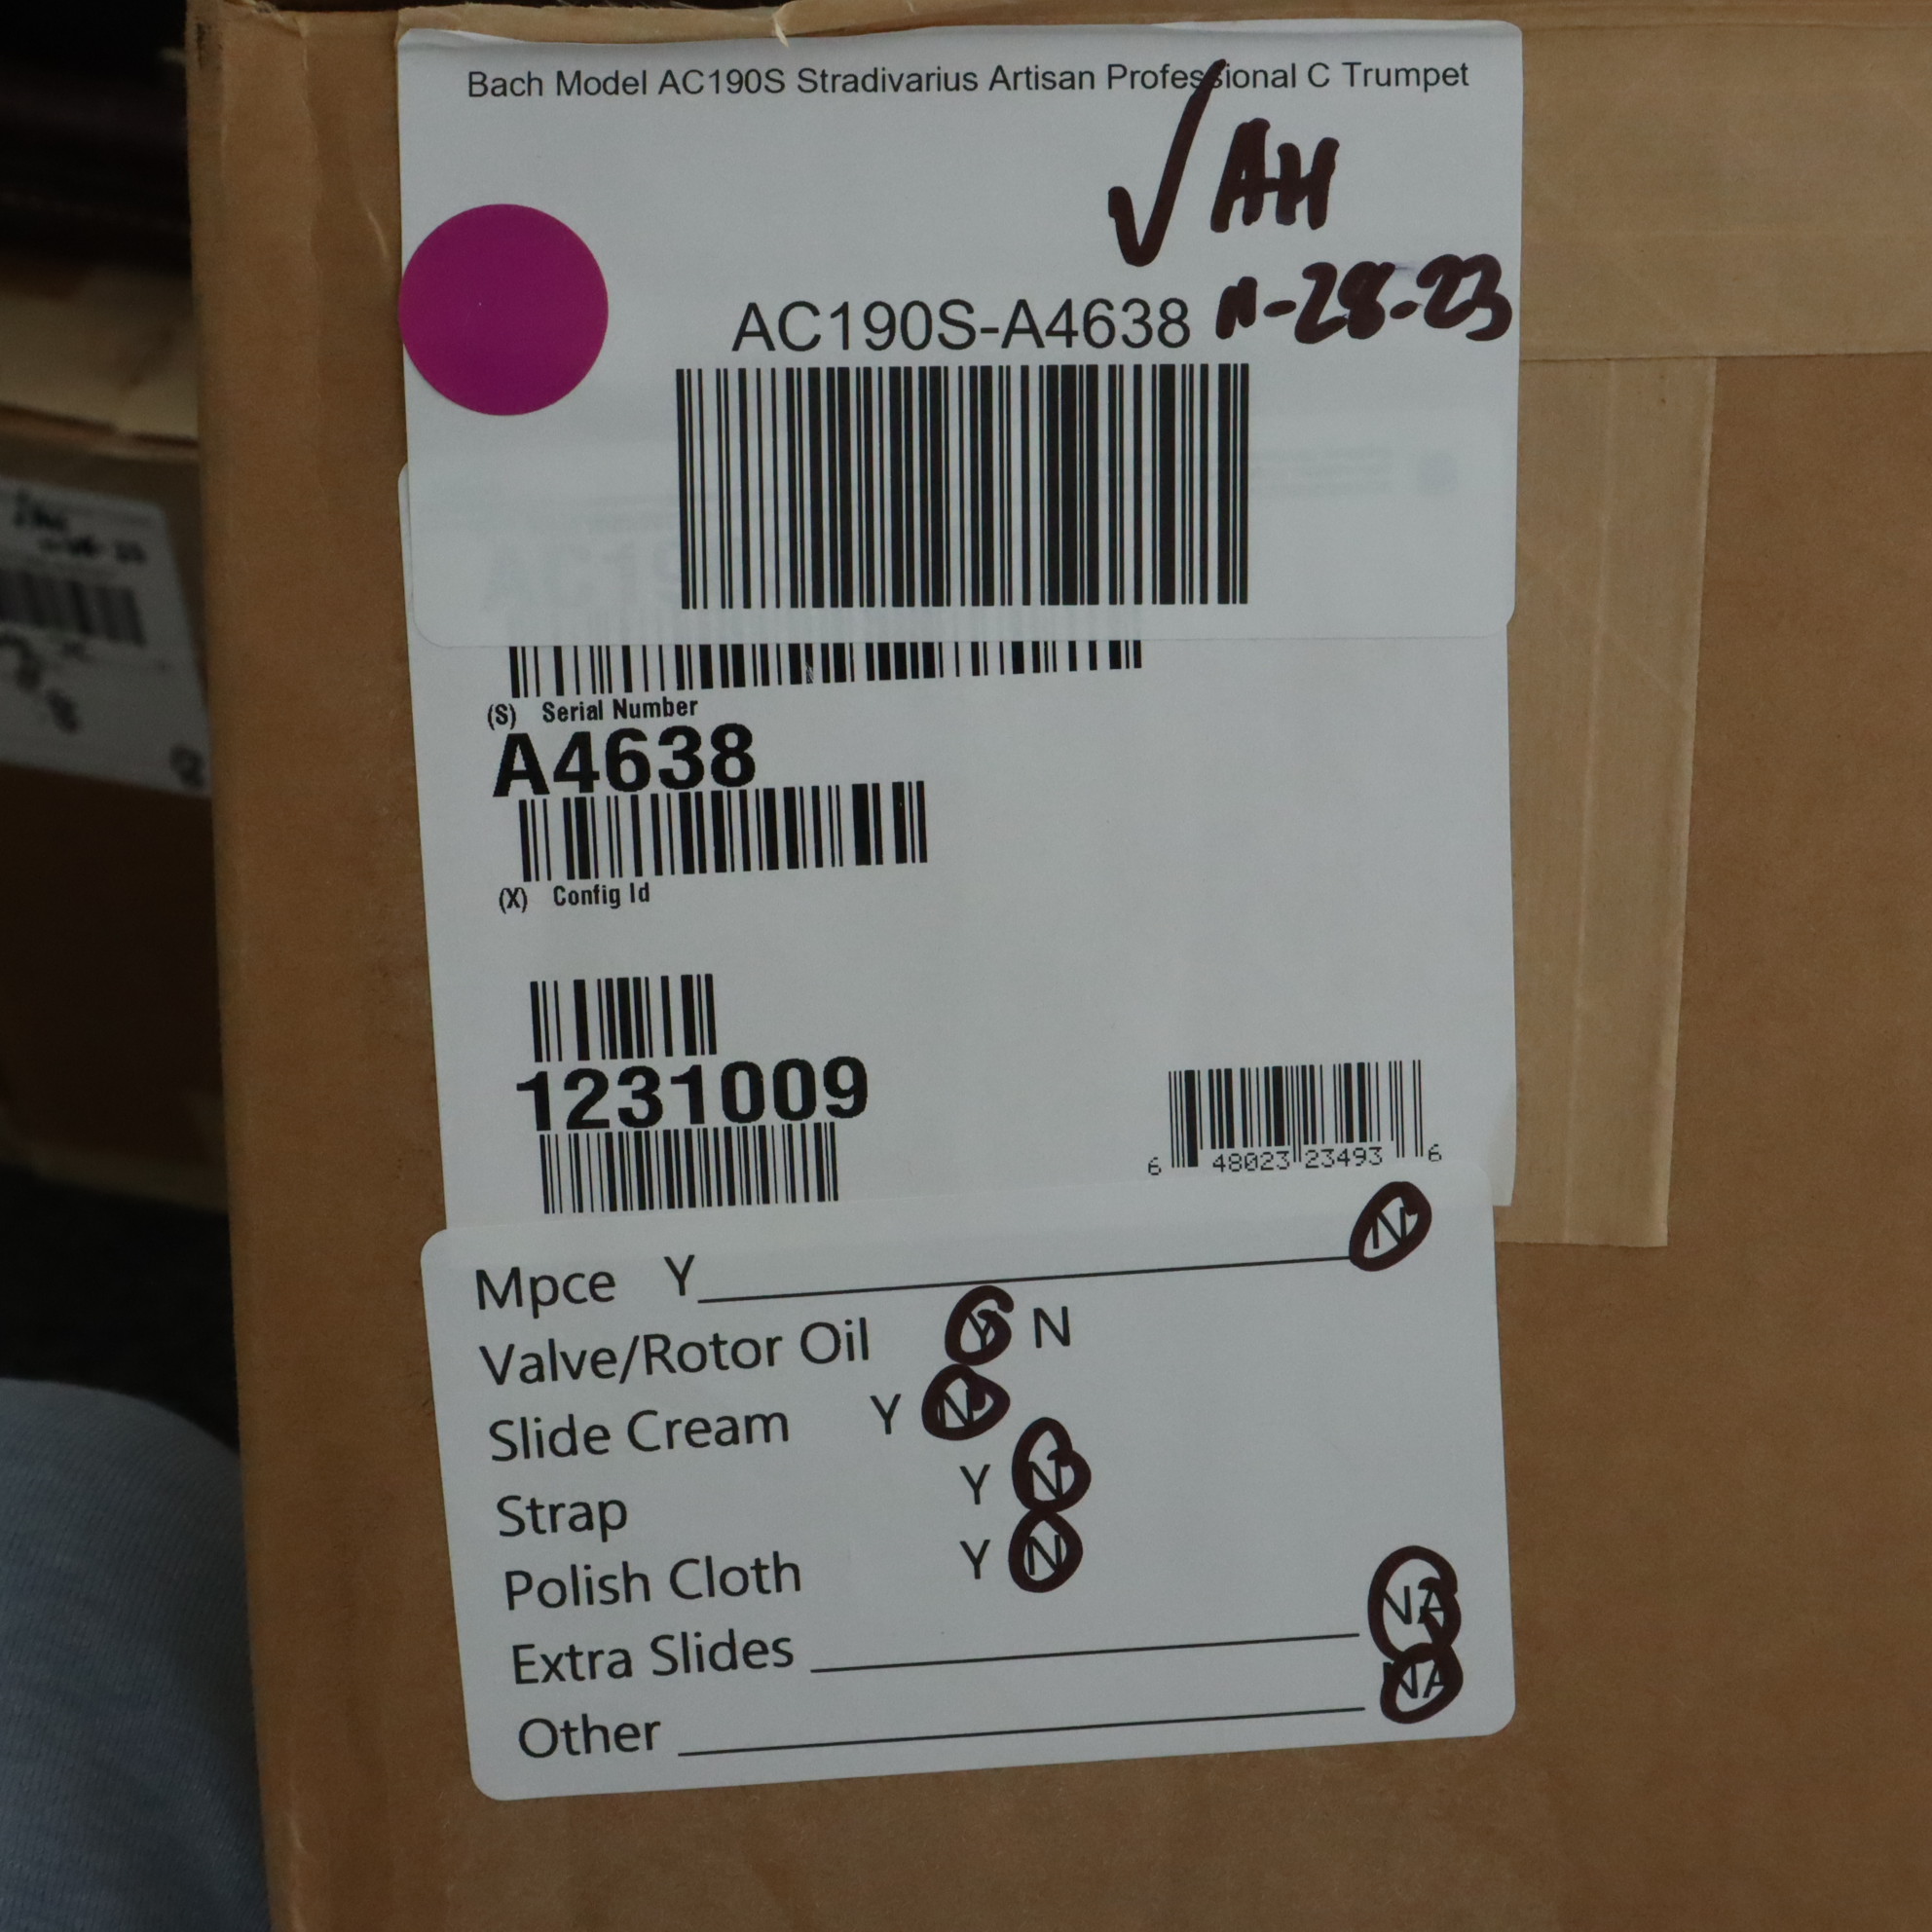 Bach Model AC190S Stradivarius Artisan Professional C Trumpet
√ AH
AC190S-A4638 11-28-23
(S) Serial Number
A4638
(X) Config Id
1231009
6 48023 23493 6
Mpce Y N
Valve/Rotor Oil Y N
Slide Cream Y N
Strap Y N
Polish Cloth Y N
Extra Slides NA
Other NA